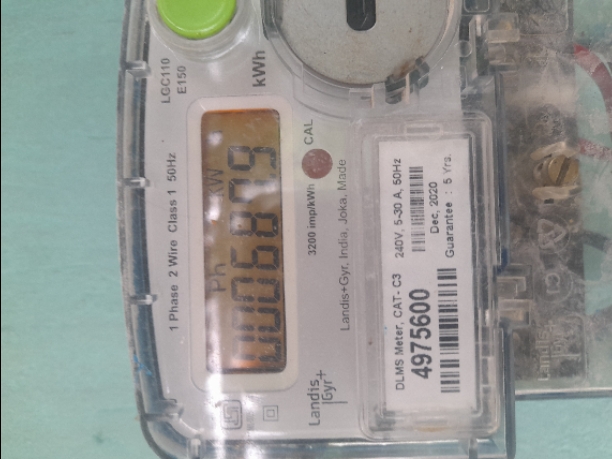 LGC110
E150
kWh
1 Phase 2 Wire Class 1 50Hz
Ph kW
CAL
3200 imp/kWh
Landis+Gyr, India, Joka, Made
Landis
Gyr+
DLMS Meter, CAT- C3 240V, 5-30 A, 50Hz
4975600
Dec, 2020
Guarantee : 5 Yrs.
Landis